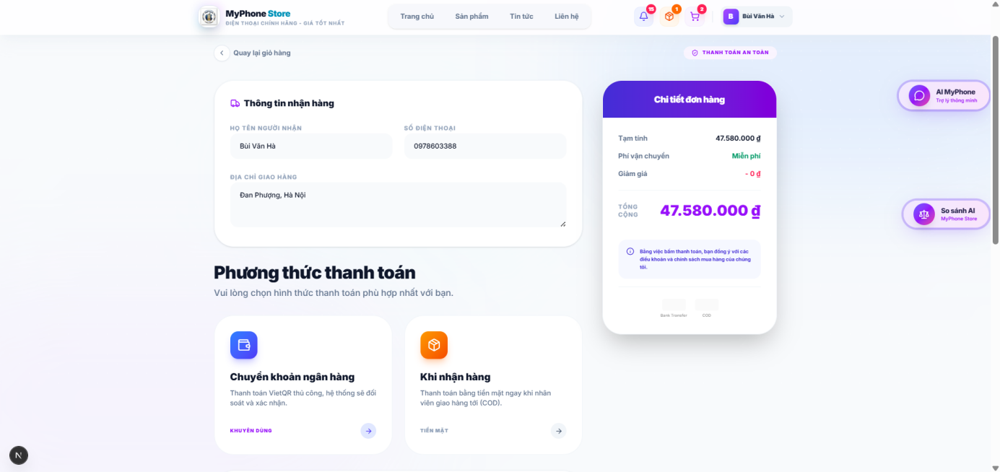 MyPhone Store
ĐIỆN THOẠI CHÍNH HÃNG - GIÁ TỐT NHẤT
Trang chủ
Sản phẩm
Tin tức
Liên hệ
15
1
2
B
Bùi Văn Hà
Quay lại giỏ hàng
THANH TOÁN AN TOÀN
Thông tin nhận hàng
HỌ TÊN NGƯỜI NHẬN
SỐ ĐIỆN THOẠI
Bùi Văn Hà
0978603388
ĐỊA CHỈ GIAO HÀNG
Đan Phượng, Hà Nội
Chi tiết đơn hàng
Tạm tính
47.580.000 ₫
Phí vận chuyển
Miễn phí
Giảm giá
- 0 ₫
TỔNG
CỘNG
47.580.000 ₫
Bằng việc bấm thanh toán, bạn đồng ý với các
điều khoản và chính sách mua hàng của chúng
tôi.
Bank Transfer
COD
AI MyPhone
Trợ lý thông minh
So sánh AI
MyPhone Store
Phương thức thanh toán
Vui lòng chọn hình thức thanh toán phù hợp nhất với bạn.
Chuyển khoản ngân hàng
Thanh toán VietQR thủ công, hệ thống sẽ đối
soát và xác nhận.
KHUYÊN DÙNG
Khi nhận hàng
Thanh toán bằng tiền mặt ngay khi nhân
viên giao hàng tới (COD).
TIỀN MẶT
N